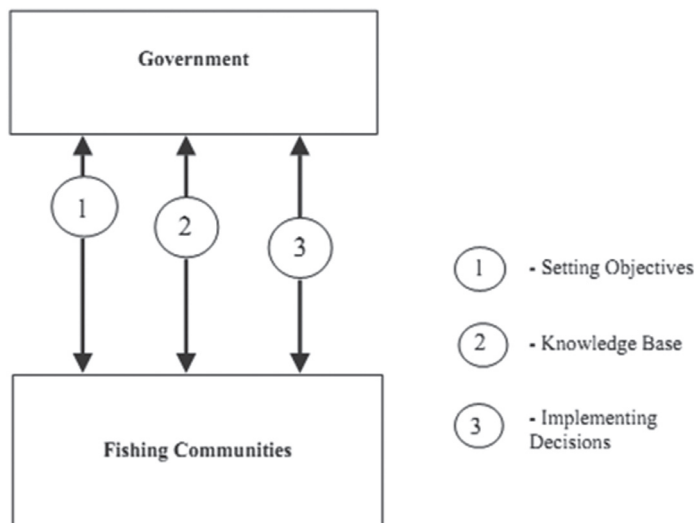 Government
1
2
3
1 - Setting Objectives
2 - Knowledge Base
3 - Implementing
Decisions
Fishing Communities